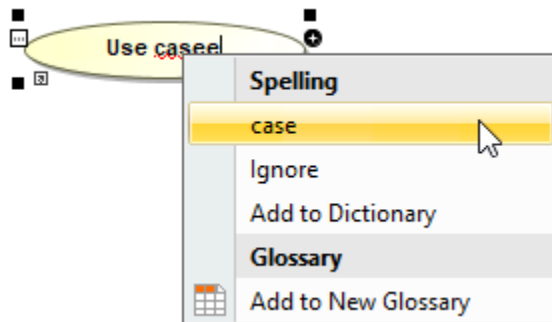 Use casee
Spelling
case
Ignore
Add to Dictionary
Glossary
Add to New Glossary